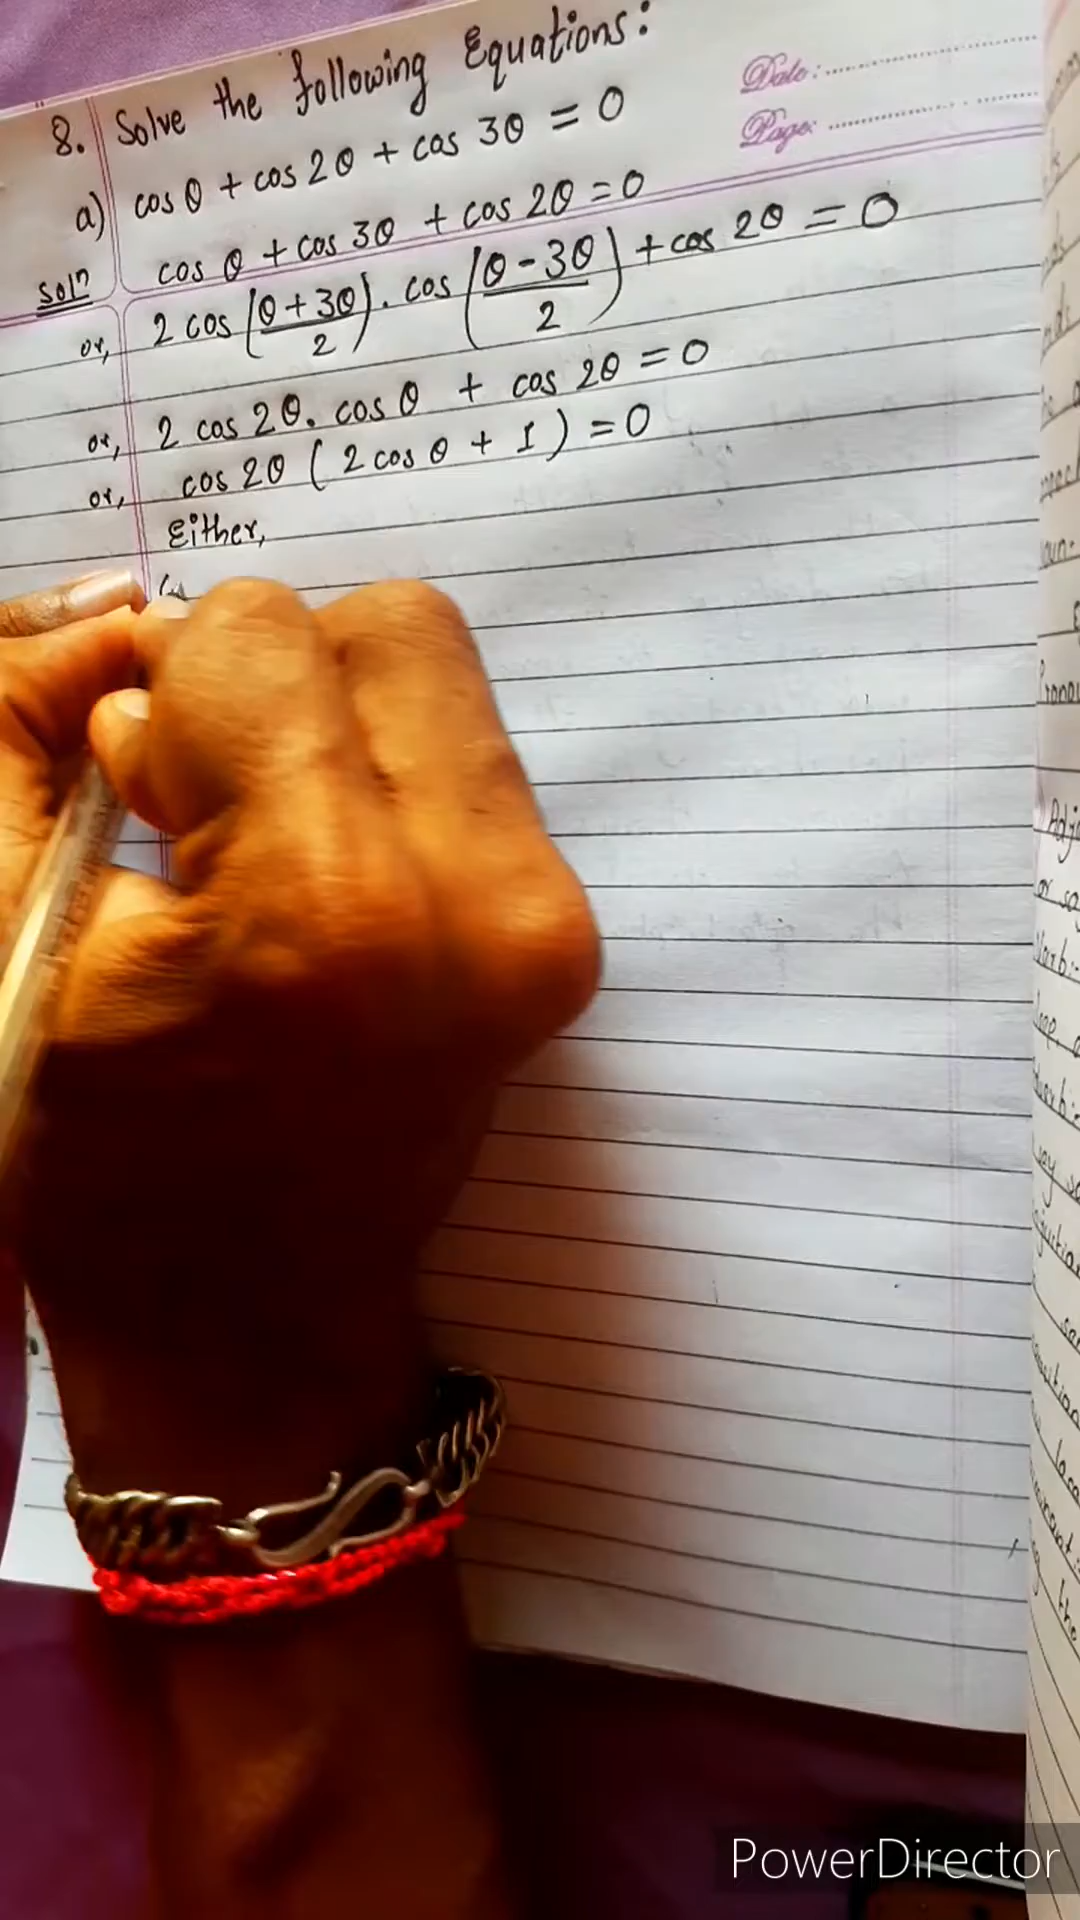 Date:
Page:
8. Solve the following Equations:
a) cos θ + cos 2θ + cos 3θ = 0
Solⁿ cos θ + cos 3θ + cos 2θ = 0
or, 2 cos (θ + 3θ / 2) . cos (θ - 3θ / 2) + cos 2θ = 0
or, 2 cos 2θ. cos θ + cos 2θ = 0
or, cos 2θ ( 2 cos θ + 1 ) = 0
Either,
PowerDirector